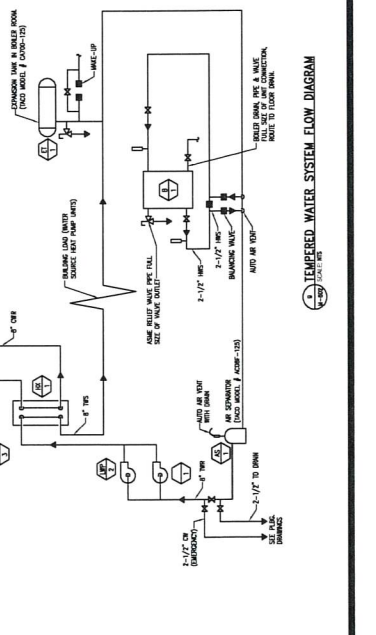 EXPANSION TANK IN BOILER ROOM.
(TACO MODEL # CA700-125)
ET
1
MAKE-UP
8" CWR
BUILDING LOAD (WATER
SOURCE HEAT PUMP UNITS)
3
HX
1
8" TWS
ASME RELIEF VALVE PIPE FULL
SIZE OF VALVE OUTLET
B
1
BOILER DRAIN, PIPE & VALVE
FULL SIZE OF UNIT CONNECTION,
ROUTE TO FLOOR DRAIN.
2-1/2" HWS
2-1/2" HWS
BALANCING VALVE
AUTO AIR VENT
AUTO AIR VENT
WITH DRAIN
AIR SEPARATOR
(TACO MODEL # AC08F-125)
AS
1
2
1
8" TWR
2-1/2" CW
(EMERGENCY)
2-1/2" TO DRAIN
SEE PLBG.
DRAWINGS
TEMPERED WATER SYSTEM FLOW DIAGRAM
SCALE: NTS